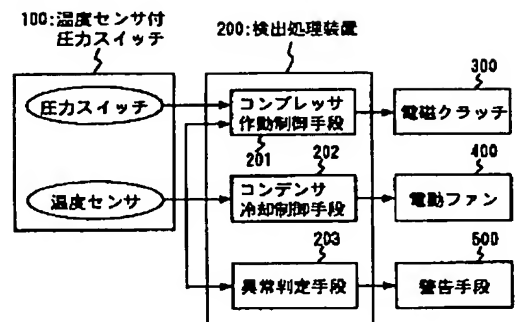 100:温度センサ付
圧力スイッチ
200:検出処理装置
圧力スイッチ
コンプレッサ
作動制御手段
201
300
電磁クラッチ
温度センサ
202
コンデンサ
冷却制御手段
400
電動ファン
203
異常判定手段
500
警告手段